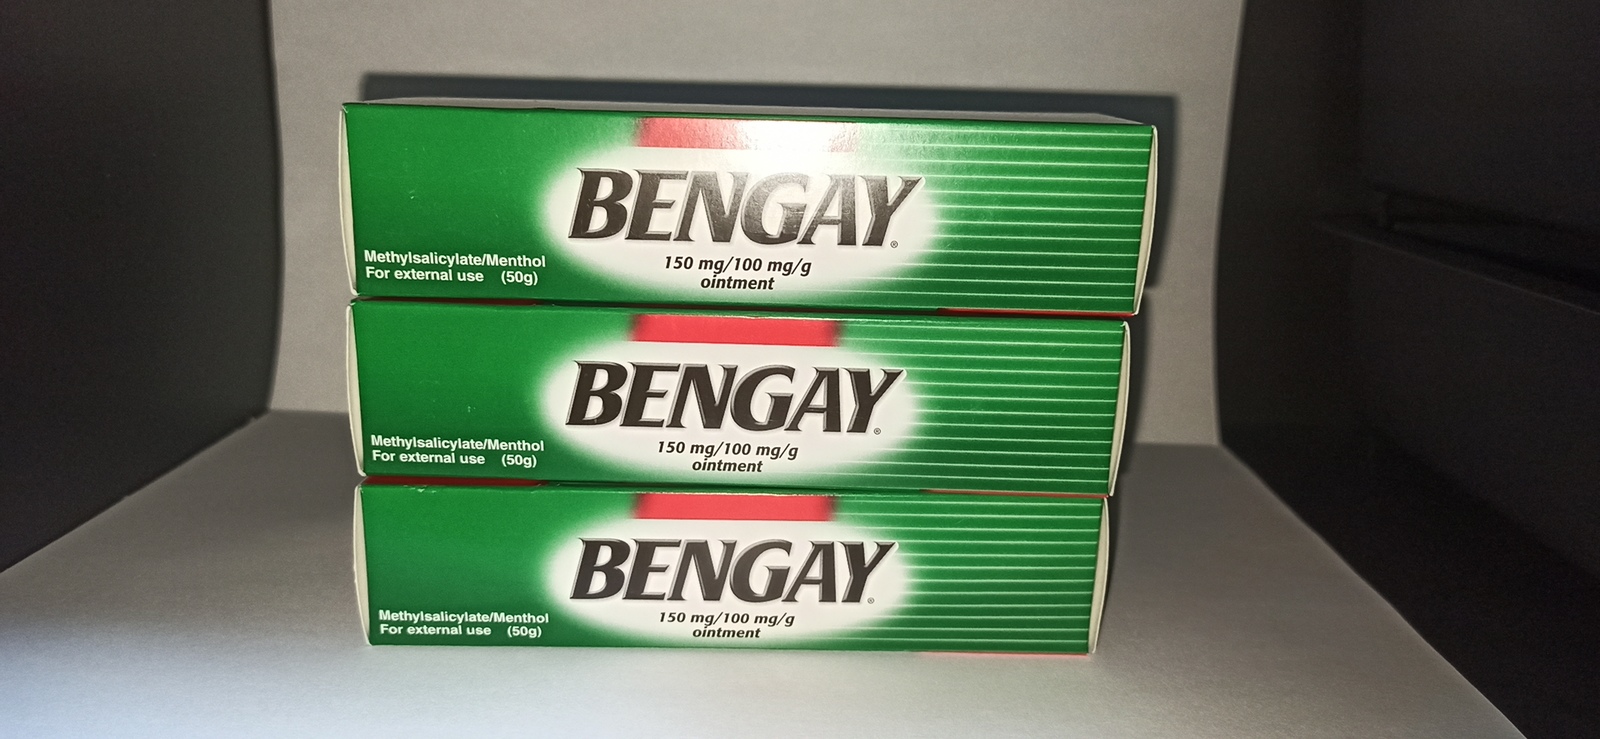 BENGAY®
150 mg/100 mg/g
ointment
Methylsalicylate/Menthol
For external use (50g)
BENGAY®
150 mg/100 mg/g
ointment
Methylsalicylate/Menthol
For external use (50g)
BENGAY®
150 mg/100 mg/g
ointment
Methylsalicylate/Menthol
For external use (50g)